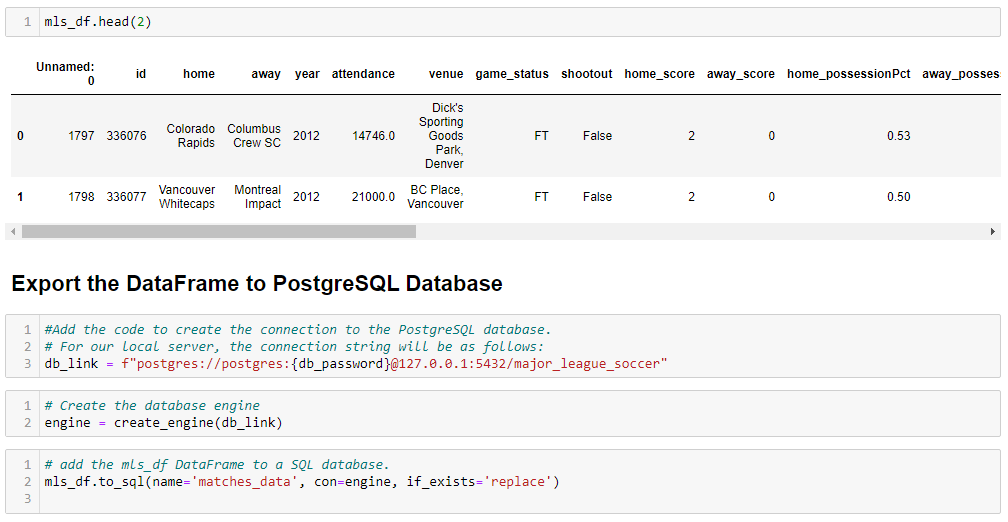 1 mls_df.head(2)
Unnamed: 0 id home away year attendance venue game_status shootout home_score away_score home_possessionPct away_posses
0 1797 336076 Colorado Rapids Columbus Crew SC 2012 14746.0 Dick's Sporting Goods Park, Denver FT False 2 0 0.53
1 1798 336077 Vancouver Whitecaps Montreal Impact 2012 21000.0 BC Place, Vancouver FT False 2 0 0.50
Export the DataFrame to PostgreSQL Database
1 #Add the code to create the connection to the PostgreSQL database.
2 # For our local server, the connection string will be as follows:
3 db_link = f"postgres://postgres:{db_password}@127.0.0.1:5432/major_league_soccer"
1 # Create the database engine
2 engine = create_engine(db_link)
1 # add the mls_df DataFrame to a SQL database.
2 mls_df.to_sql(name='matches_data', con=engine, if_exists='replace')
3